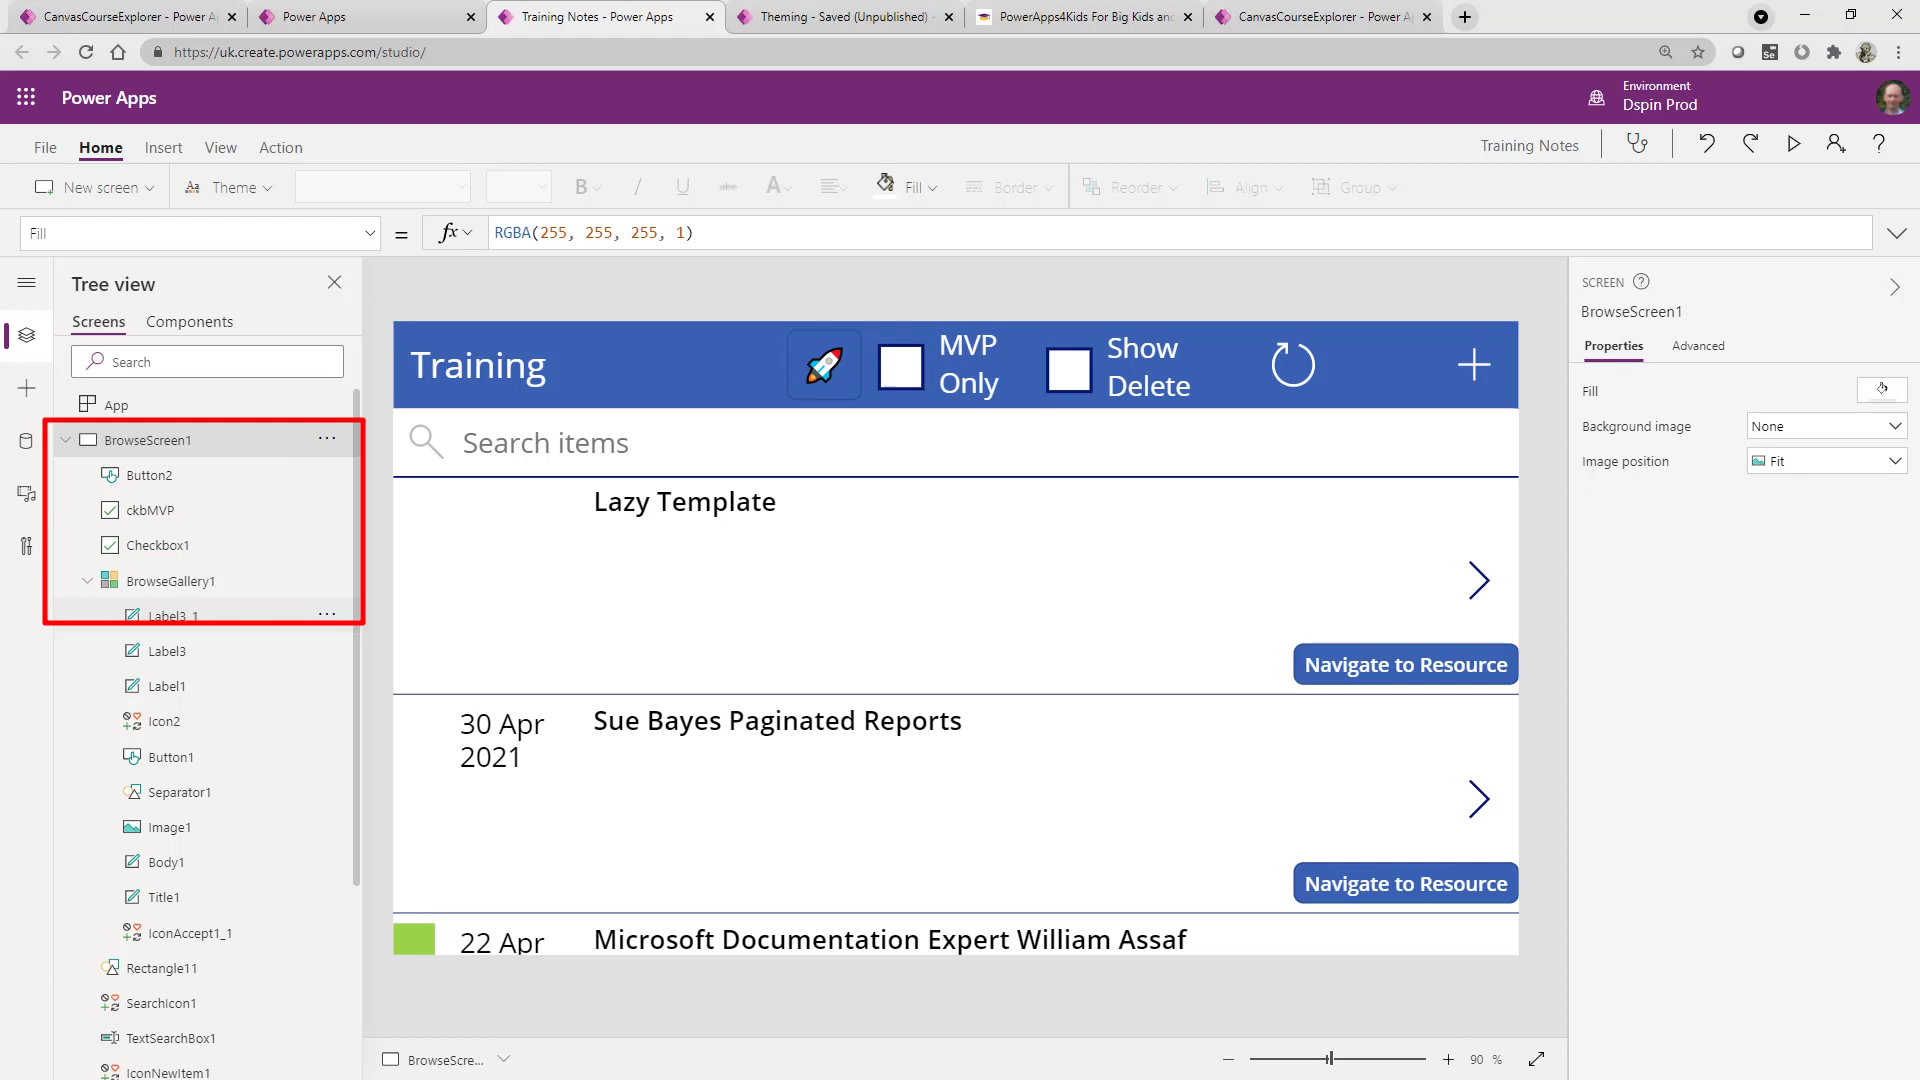 CanvasCourseExplorer - Power A
Power Apps
Training Notes - Power Apps
Theming - Saved (Unpublished) -
PowerApps4Kids For Big Kids and
CanvasCourseExplorer - Power A
https://uk.create.powerapps.com/studio/
Se
Power Apps
Environment
Dspin Prod
File
Home
Insert
View
Action
Training Notes
New screen
Theme
B
I
U
abc
A
Fill
Border
Reorder
Align
Group
Fill
=
fx
RGBA(255, 255, 255, 1)
Tree view
Screens
Components
Search
App
BrowseScreen1
Button2
ckbMVP
Checkbox1
BrowseGallery1
Label3_1
Label3
Label1
Icon2
Button1
Separator1
Image1
Body1
Title1
IconAccept1_1
Rectangle11
SearchIcon1
TextSearchBox1
IconNewItem1
Training
MVP
Only
Show
Delete
Search items
Lazy Template
Navigate to Resource
30 Apr
2021
Sue Bayes Paginated Reports
Navigate to Resource
22 Apr
Microsoft Documentation Expert William Assaf
BrowseScre...
90 %
SCREEN
BrowseScreen1
Properties
Advanced
Fill
Background image
None
Image position
Fit